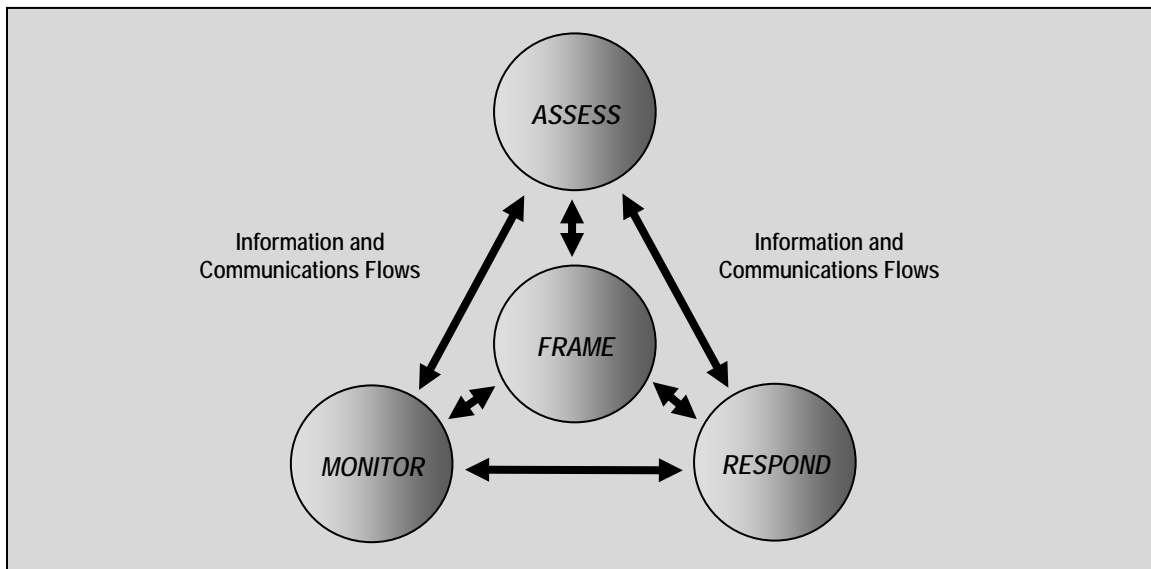 ASSESS
Information and
Communications Flows
Information and
Communications Flows
FRAME
MONITOR
RESPOND